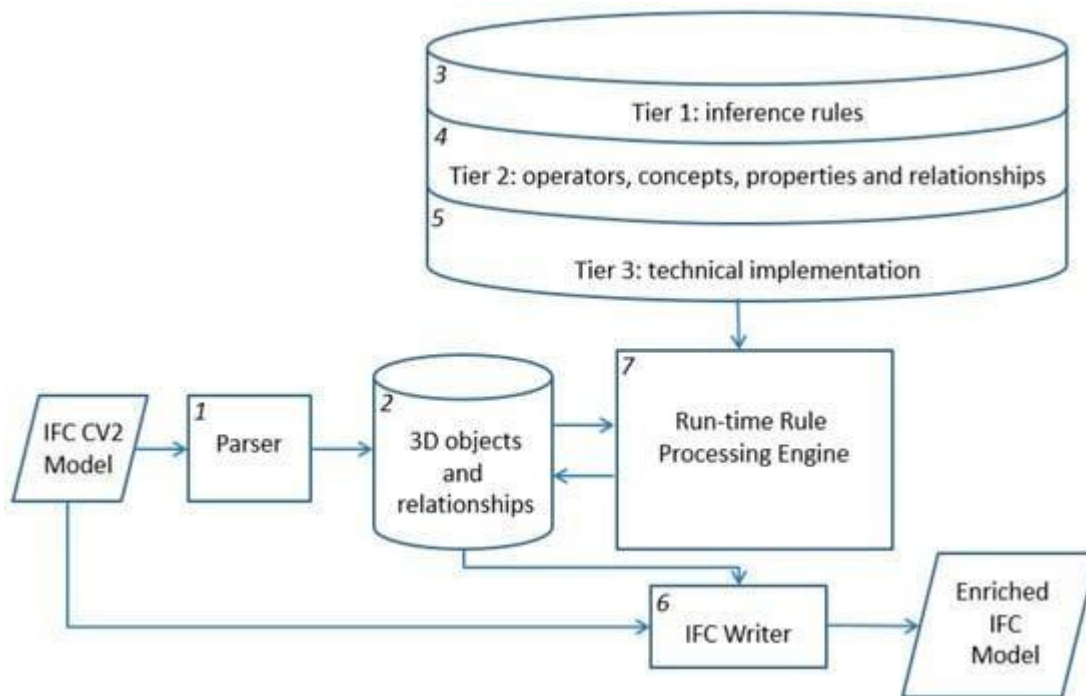 3
Tier 1: inference rules
4
Tier 2: operators, concepts, properties and relationships
5
Tier 3: technical implementation
7
Run-time Rule
Processing Engine
IFC CV2
Model
1
Parser
2
3D objects
and
relationships
6
IFC Writer
Enriched
IFC
Model